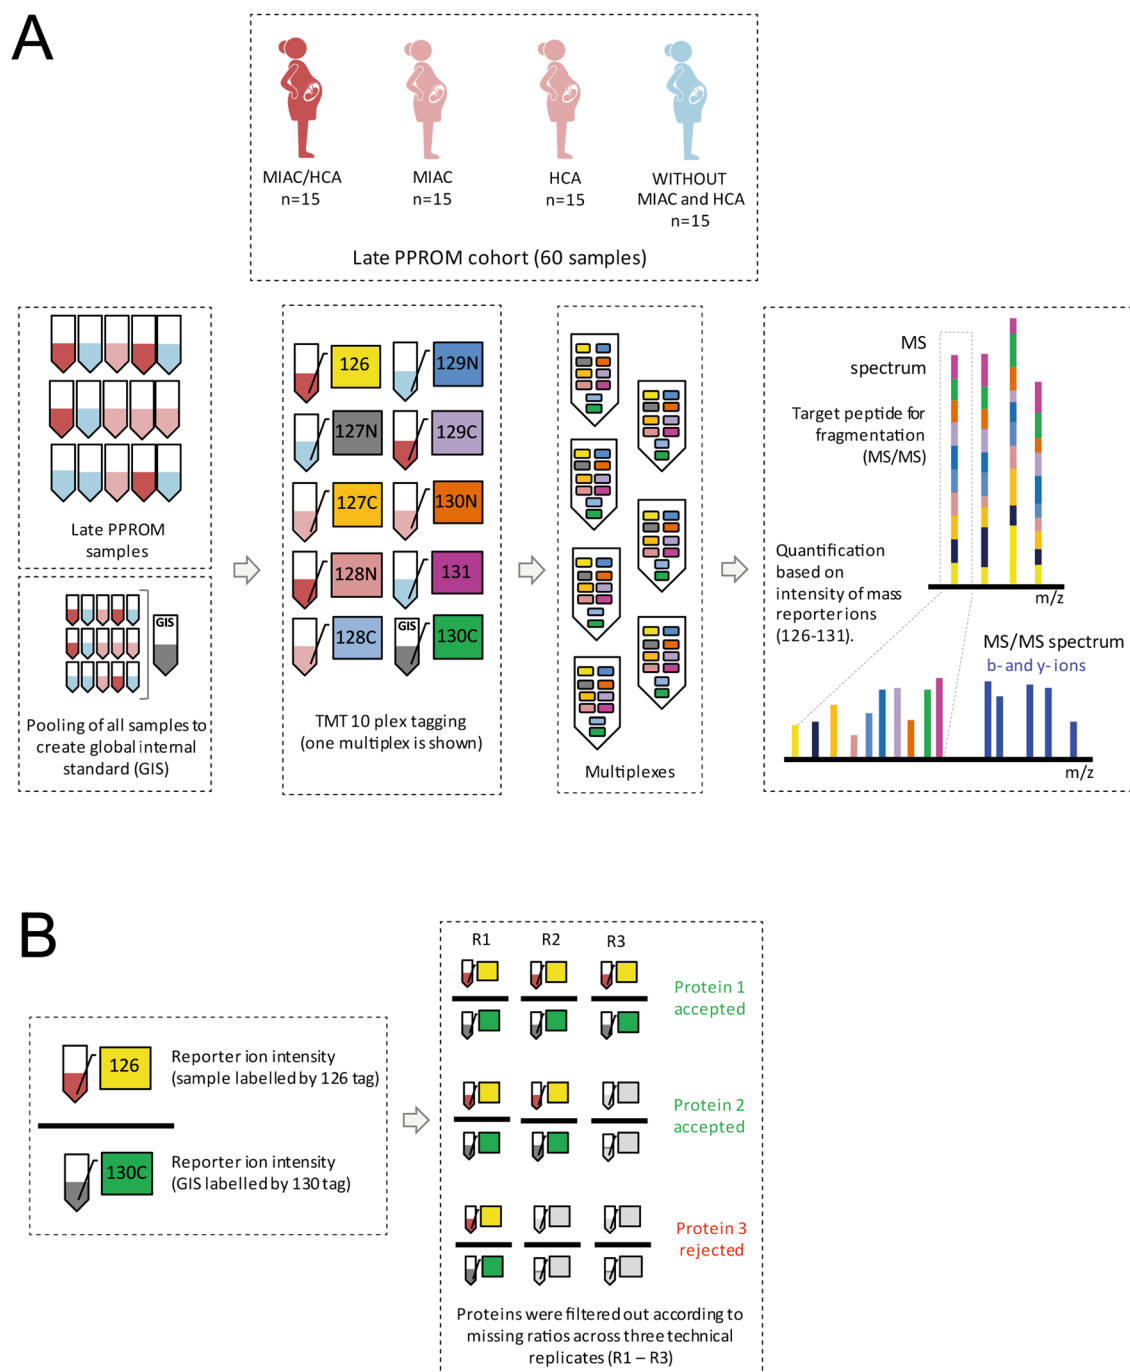 A
MIAC/HCA
n=15
MIAC
n=15
HCA
n=15
WITHOUT
MIAC and HCA
n=15
Late PPROM cohort (60 samples)
Late PPROM
samples
GIS
Pooling of all samples to
create global internal
standard (GIS)
126
129N
127N
129C
127C
130N
128N
131
128C
GIS
130C
TMT 10 plex tagging
(one multiplex is shown)
Multiplexes
MS
spectrum
Target peptide for
fragmentation
(MS/MS)
Quantification
based on
intensity of mass
reporter ions
(126-131).
m/z
MS/MS spectrum
b- and y- ions
m/z
B
126
Reporter ion intensity
(sample labelled by 126 tag)
130C
Reporter ion intensity
(GIS labelled by 130 tag)
R1
R2
R3
Protein 1
accepted
Protein 2
accepted
Protein 3
rejected
Proteins were filtered out according to
missing ratios across three technical
replicates (R1 – R3)